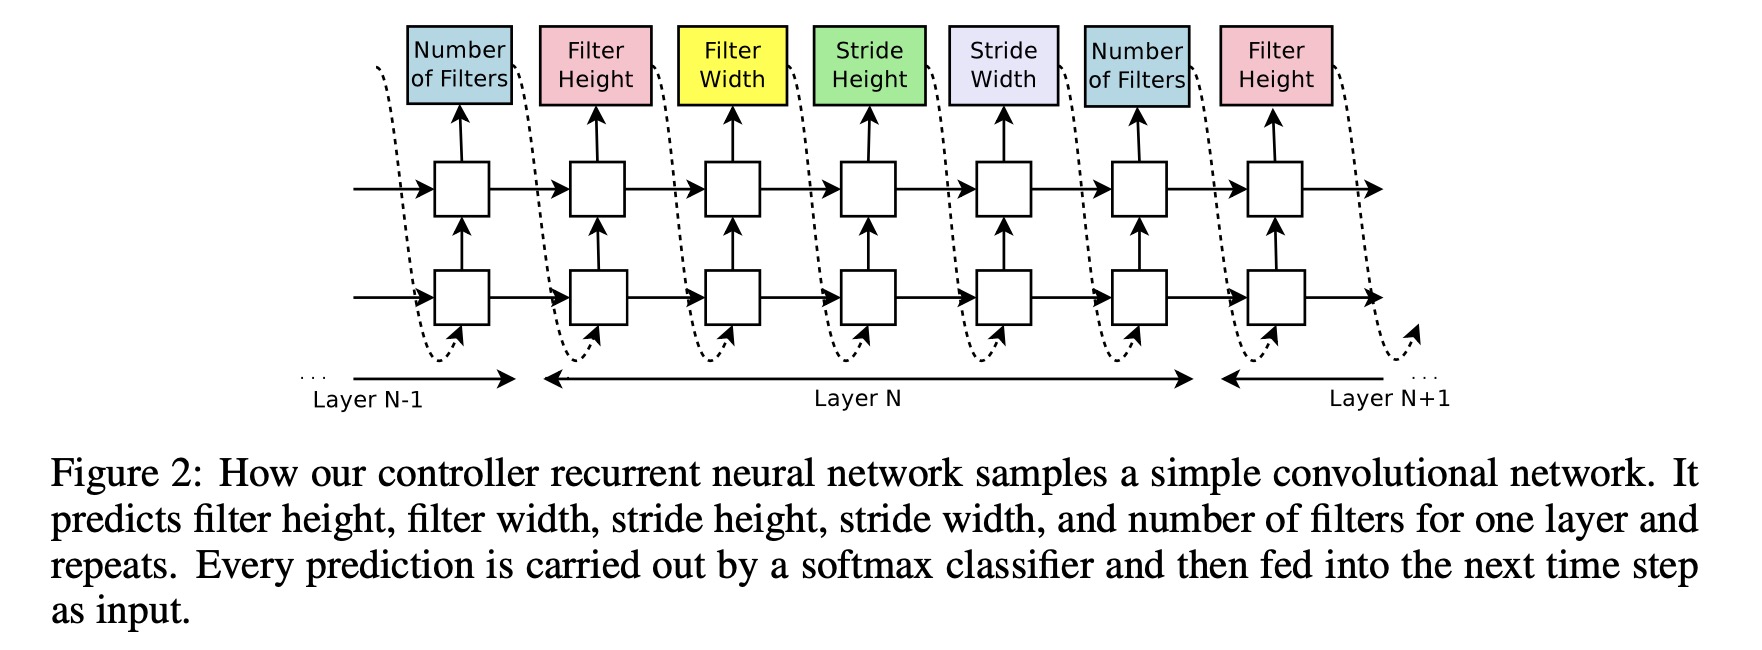 Number of Filters
Filter Height
Filter Width
Stride Height
Stride Width
Number of Filters
Filter Height
. . .
Layer N-1
Layer N
. . .
Layer N+1
Figure 2: How our controller recurrent neural network samples a simple convolutional network. It
predicts filter height, filter width, stride height, stride width, and number of filters for one layer and
repeats. Every prediction is carried out by a softmax classifier and then fed into the next time step
as input.